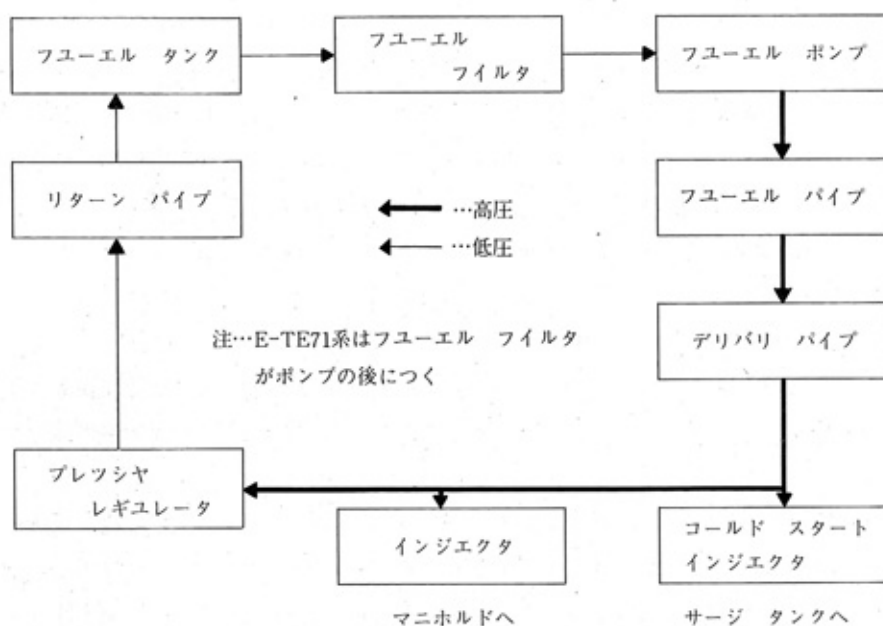 フユーエル タンク
フユーエル
フイルタ
フユーエル ポンプ
リターン パイプ
フユーエル パイプ
…高圧
…低圧
注…E-TE71系はフユーエル フイルタ
がポンプの後につく
デリバリ パイプ
プレツシヤ
レギユレータ
インジエクタ
コールド スタート
インジエクタ
マニホルドへ
サージ タンクへ